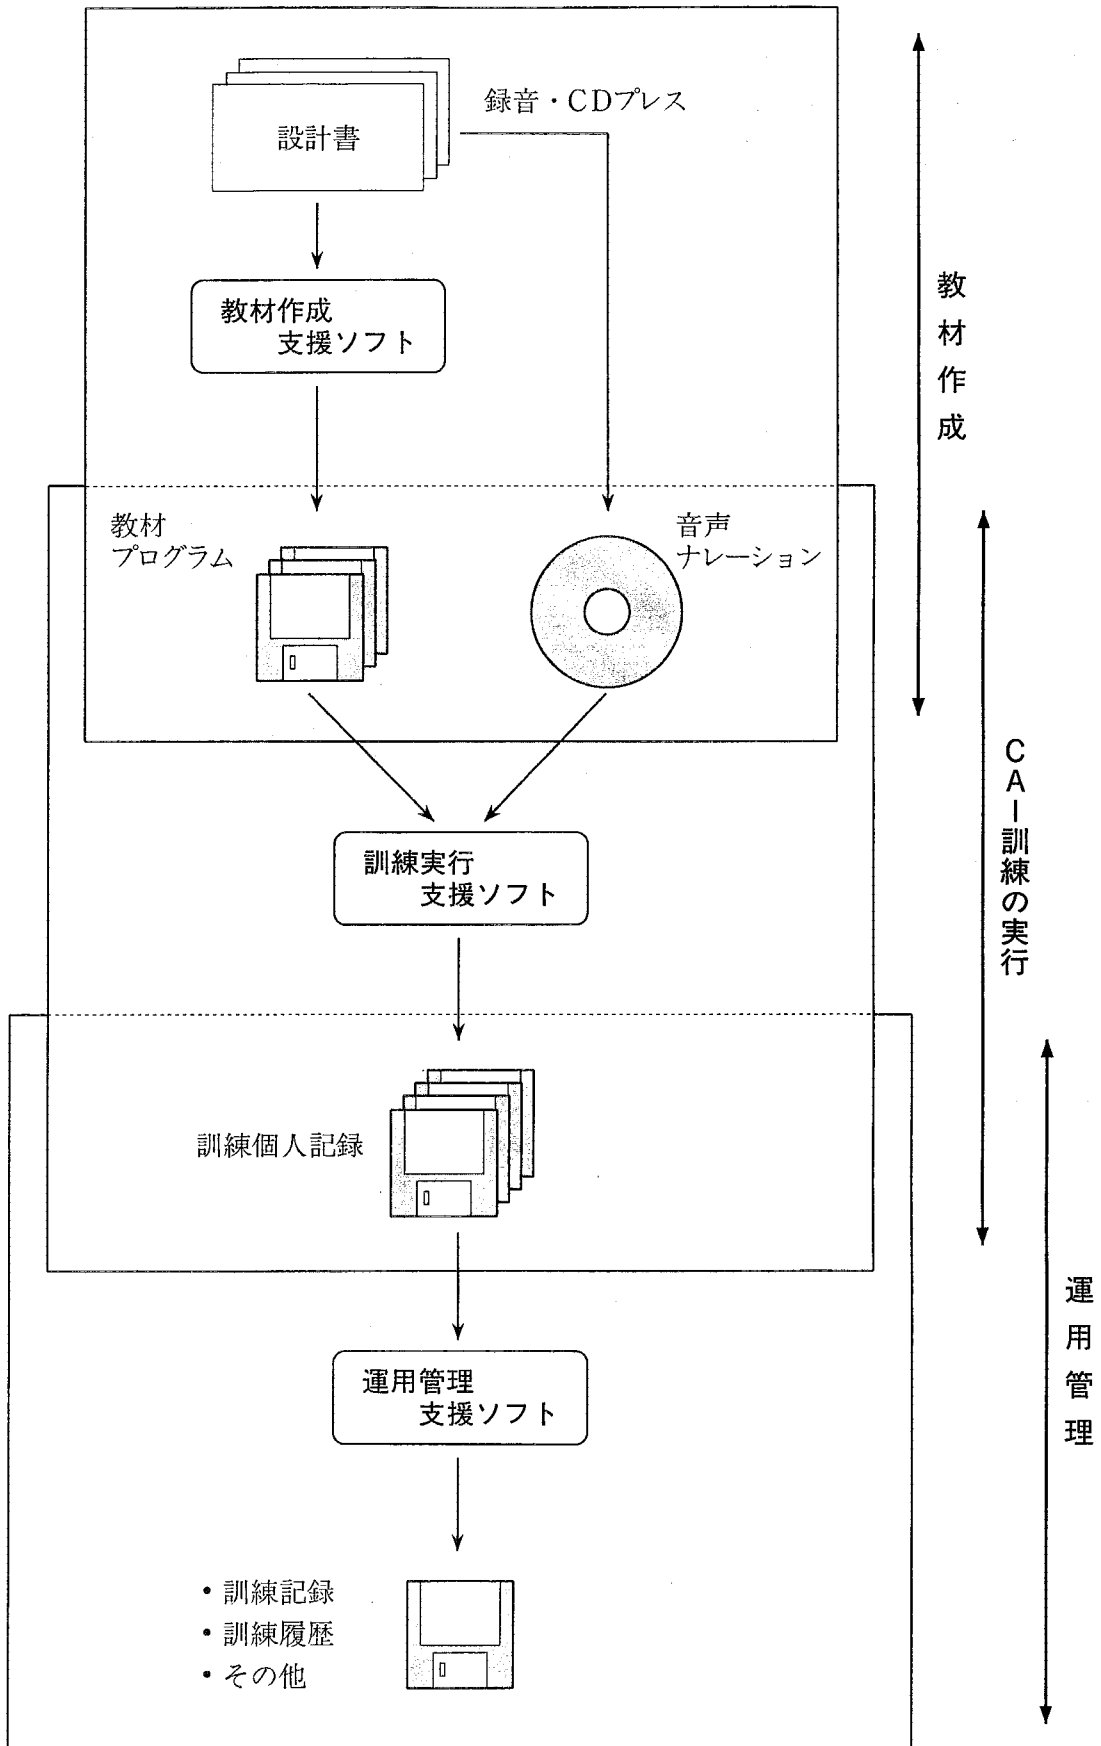 録音・CDプレス
設計書
教材作成
支援ソフト
教材作成
教材
プログラム
音声
ナレーション
訓練実行
支援ソフト
CAI訓練の実行
訓練個人記録
運用管理
支援ソフト
運用管理
・訓練記録
・訓練履歴
・その他